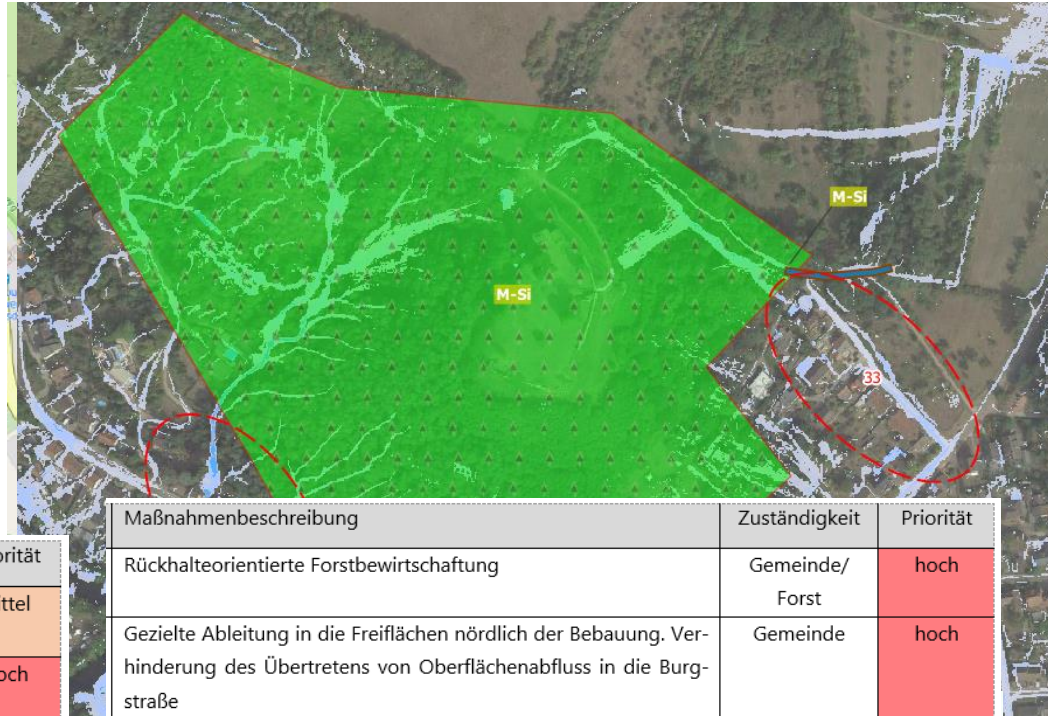 M-Si
M-Si
33
Maßnahmenbeschreibung Zuständigkeit Priorität
Rückhalteorientierte Forstbewirtschaftung Gemeinde/ hoch
Forst
Gezielte Ableitung in die Freiflächen nördlich der Bebauung. Ver- Gemeinde hoch
hinderung des Übertretens von Oberflächenabfluss in die Burg-
straße